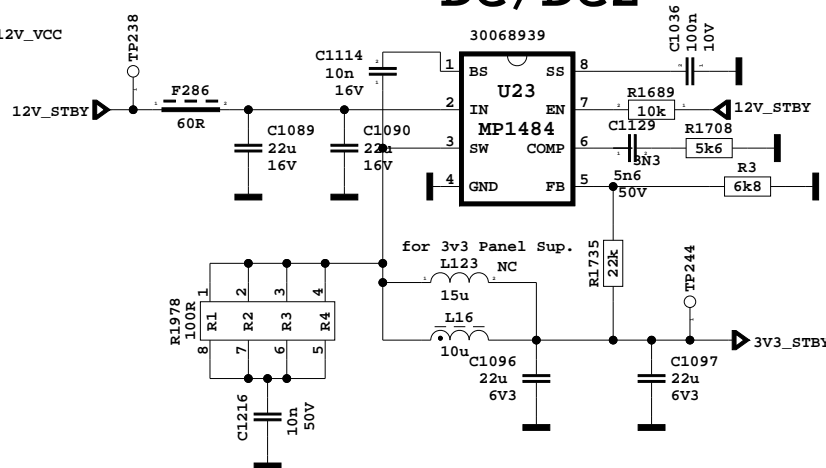 12V_VCC
TP238
12V_STBY
1
F286
2
60R
C1089
22u
16V
C1090
22u
16V
C1114
10n
16V
30068939
1 BS
2 IN
3 SW
4 GND
U23
MP1484
SS 8
EN 7
COMP 6
FB 5
C1036
100n
10V
R1689
10k
12V_STBY
C1129
3N3
5n6
50V
R1708
5k6
R3
6k8
R1735
22k
for 3v3 Panel Sup.
L123
NC
15u
L16
10u
TP244
3V3_STBY
C1096
22u
6V3
C1097
22u
6V3
R1978
100R
1 2 3 4
R1 R2 R3 R4
8 7 6 5
C1216
10n
50V